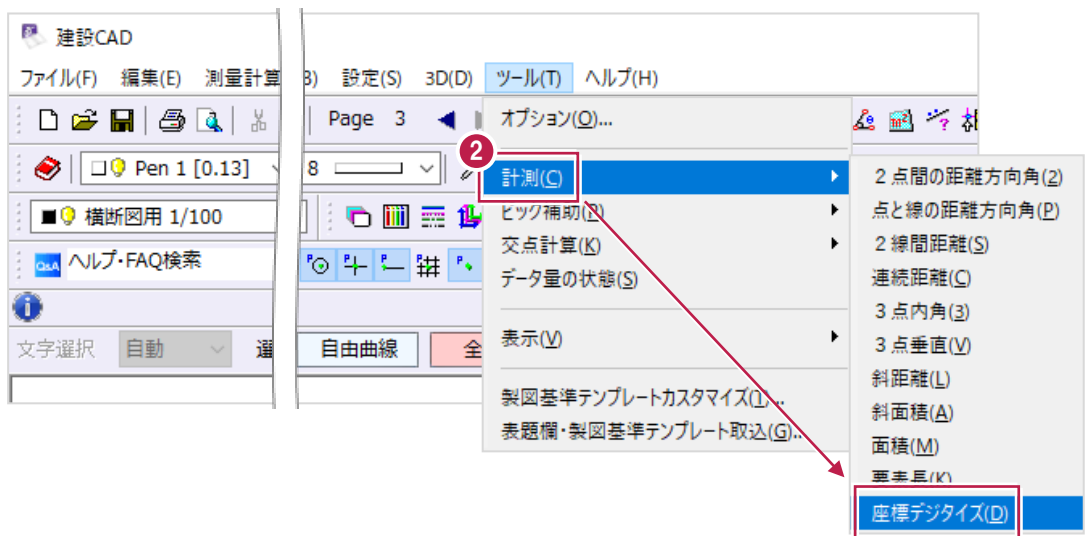 建設CAD
ファイル(F) 編集(E) 測量計算 B) 設定(S) 3D(D) ツール(T) ヘルプ(H)
Page 3
オプション(O)...
2
Pen 1 [0.13] 8
計測(C)
2点間の距離方向角(2)
横断図用 1/100
ピック補助(P)
点と線の距離方向角(P)
交点計算(K)
2線間距離(S)
Q&A ヘルプ・FAQ検索
データ量の状態(S)
連続距離(C)
3点内角(3)
文字選択 自動 選 自由曲線 全
表示(V)
3点垂直(V)
斜距離(L)
製図基準テンプレートカスタマイズ(T)...
斜面積(A)
表題欄・製図基準テンプレート取込(G)...
面積(M)
要素長(K)
座標デジタイズ(D)